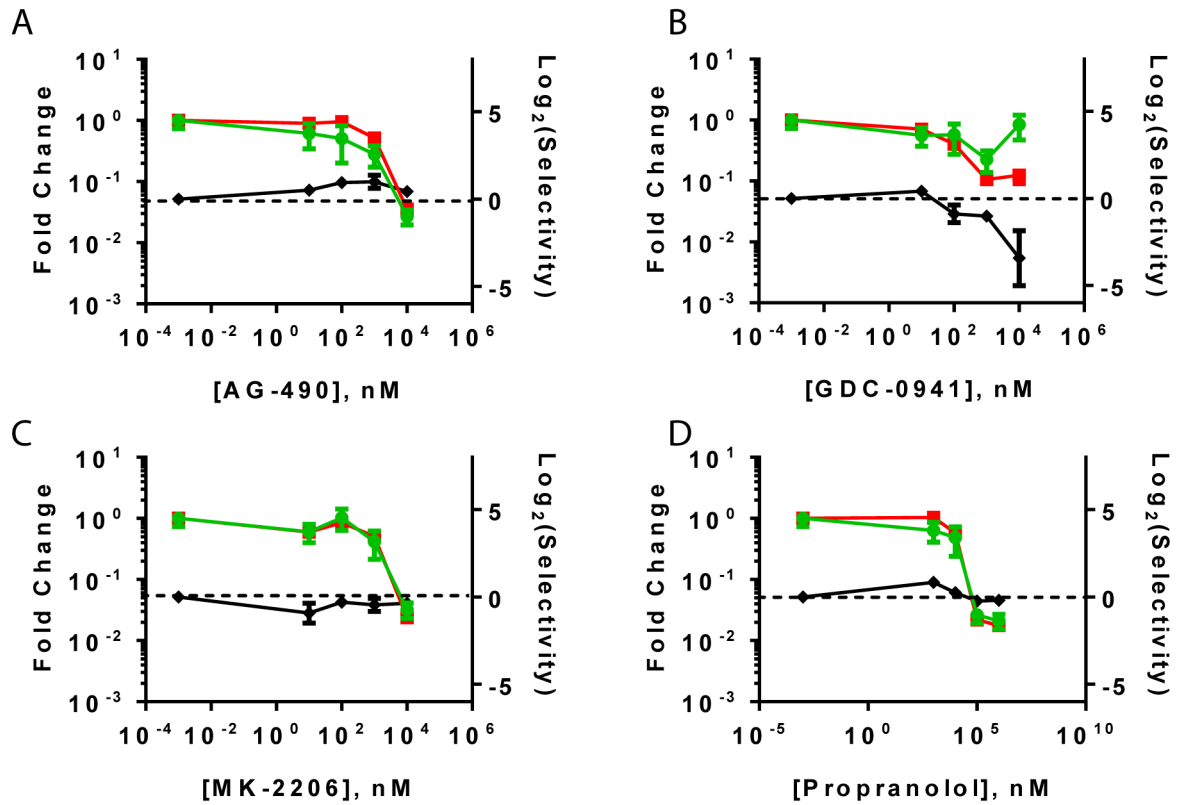 A
Fold Change
10^1
10^0
10^-1
10^-2
10^-3
5
0
-5
Log2(Selectivity)
10^-4 10^-2 10^0 10^2 10^4 10^6
[AG-490], nM
B
Fold Change
10^1
10^0
10^-1
10^-2
10^-3
5
0
-5
Log2(Selectivity)
10^-4 10^-2 10^0 10^2 10^4 10^6
[GDC-0941], nM
C
Fold Change
10^1
10^0
10^-1
10^-2
10^-3
5
0
-5
Log2(Selectivity)
10^-4 10^-2 10^0 10^2 10^4 10^6
[MK-2206], nM
D
Fold Change
10^1
10^0
10^-1
10^-2
10^-3
5
0
-5
Log2(Selectivity)
10^-5 10^0 10^5 10^10
[Propranolol], nM